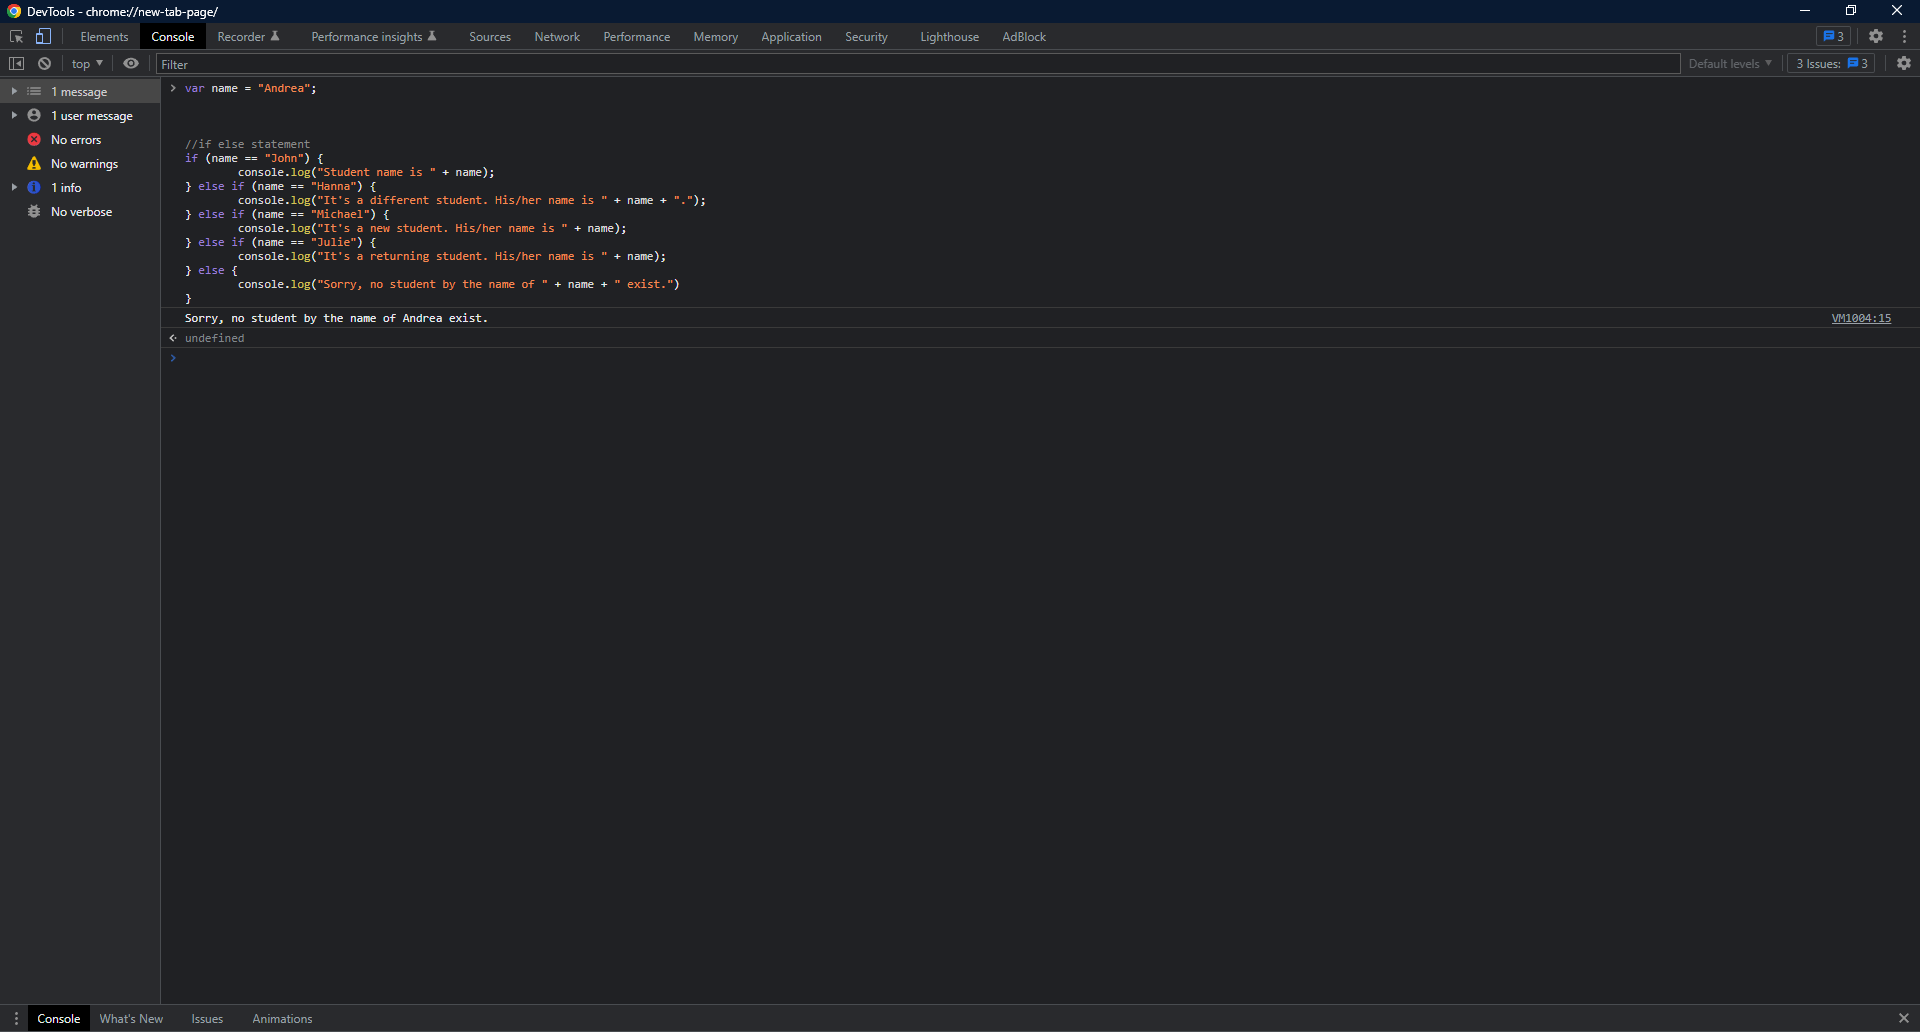 DevTools - chrome://new-tab-page/
Elements Console Recorder Performance insights Sources Network Performance Memory Application Security Lighthouse AdBlock 3
top Filter Default levels 3 Issues: 3
1 message
1 user message
No errors
No warnings
1 info
No verbose
var name = "Andrea";
//if else statement
if (name == "John") {
console.log("Student name is " + name);
} else if (name == "Hanna") {
console.log("It's a different student. His/her name is " + name + ".");
} else if (name == "Michael") {
console.log("It's a new student. His/her name is " + name);
} else if (name == "Julie") {
console.log("It's a returning student. His/her name is " + name);
} else {
console.log("Sorry, no student by the name of " + name + " exist.")
}
Sorry, no student by the name of Andrea exist. VM1004:15
undefined
Console What's New Issues Animations